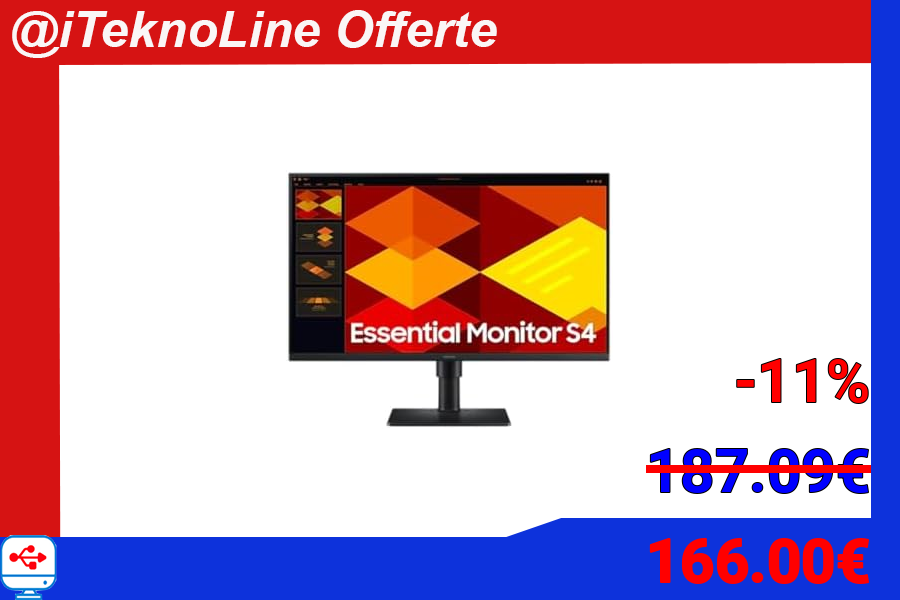 @iTeknoLine Offerte
Essential Monitor S4
-11%
187.09€
166.00€